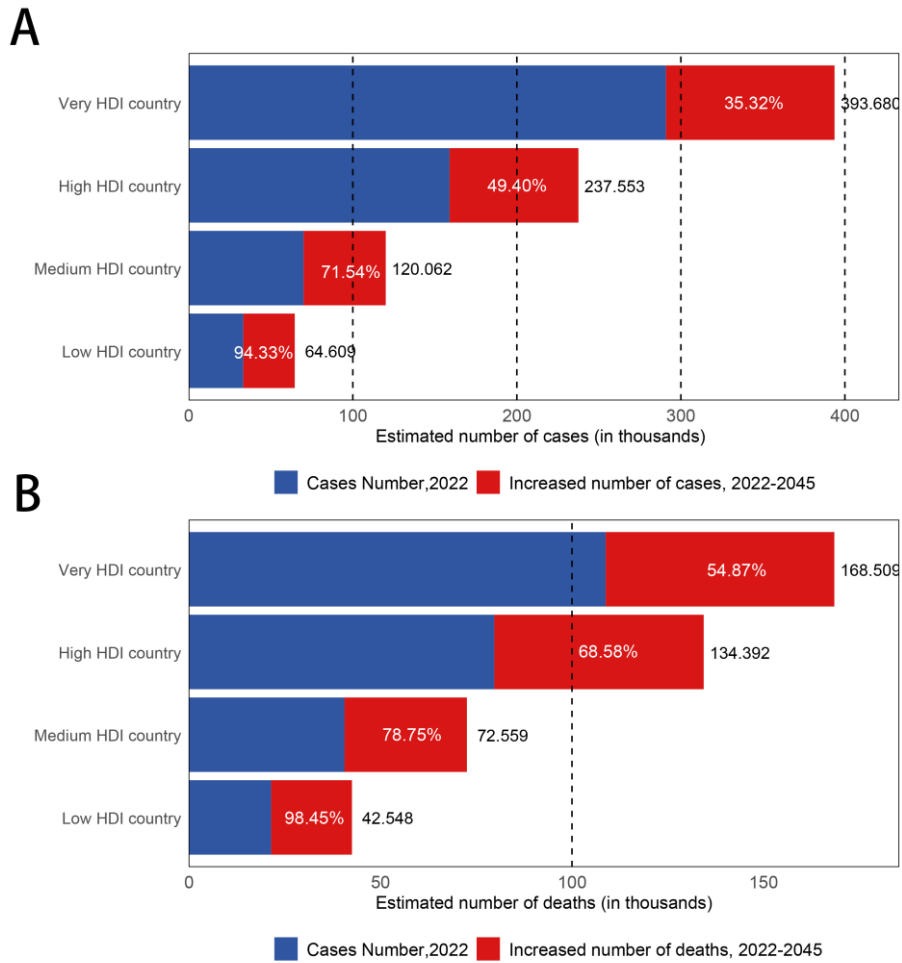 A
Very HDI country 35.32% 393.680
High HDI country 49.40% 237.553
Medium HDI country 71.54% 120.062
Low HDI country 94.33% 64.609
0 100 200 300 400
Estimated number of cases (in thousands)
Cases Number,2022 Increased number of cases, 2022-2045
B
Very HDI country 54.87% 168.509
High HDI country 68.58% 134.392
Medium HDI country 78.75% 72.559
Low HDI country 98.45% 42.548
0 50 100 150
Estimated number of deaths (in thousands)
Cases Number,2022 Increased number of deaths, 2022-2045